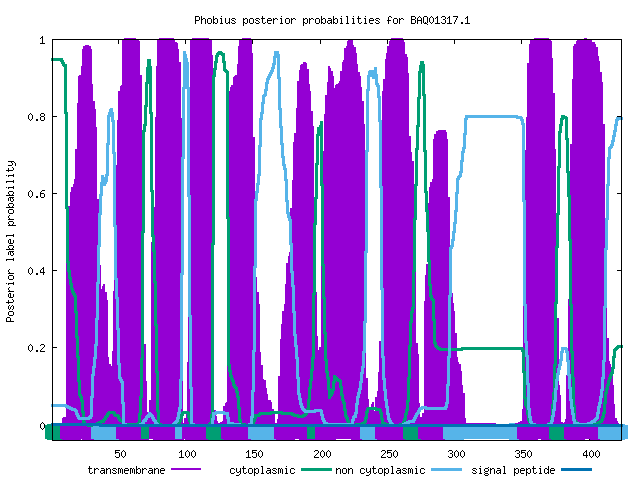 Phobius posterior probabilities for BAQ01317.1
1
0.8
0.6
0.4
0.2
0
Posterior label probability
50 100 150 200 250 300 350 400
transmembrane cytoplasmic non cytoplasmic signal peptide